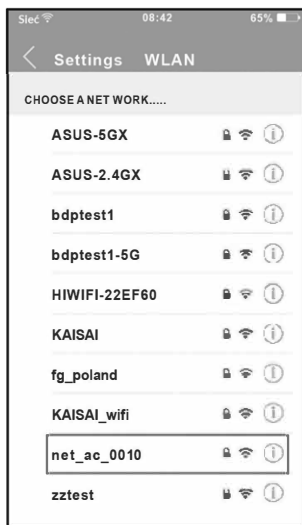 Sieć 08:42 65%
Settings WLAN
CHOOSE A NET WORK.....
ASUS-5GX
ASUS-2.4GX
bdptest1
bdptest1-5G
HIWIFI-22EF60
KAISAI
fg_poland
KAISAI_wifi
net_ac_0010
zztest